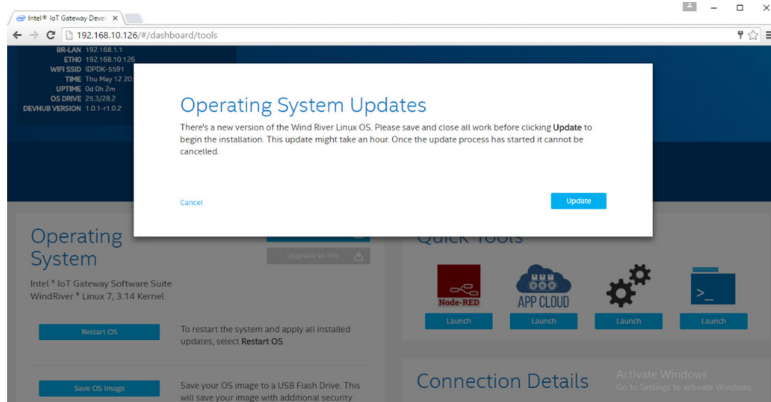 Intel® IoT Gateway Devel
192.168.10.126/#/dashboard/tools
BR-LAN 192.168.1.1
ETH0 192.168.10.126
WIFI SSID IDPDK-5591
TIME Thu May 12 20:
UPTIME 0d 0h 2m
OS DRIVE 25.3/28.2
DEVHUB VERSION 1.0.1-r1.0.2
Operating System Updates
There's a new version of the Wind River Linux OS. Please save and close all work before clicking Update to
begin the installation. This update might take an hour. Once the update process has started it cannot be
cancelled.
Cancel
Update
Operating
System
Upgrade to Pro
Intel ® IoT Gateway Software Suite
WindRiver ® Linux 7, 3.14 Kernel
Restart OS
To restart the system and apply all installed
updates, select Restart OS.
Save OS Image
Save your OS image to a USB Flash Drive. This
will save your image with additional security
Quick Tools
Node-RED
APP CLOUD
>_
Launch
Launch
Launch
Launch
Connection Details
Activate Windows
Go to Settings to activate Windows.